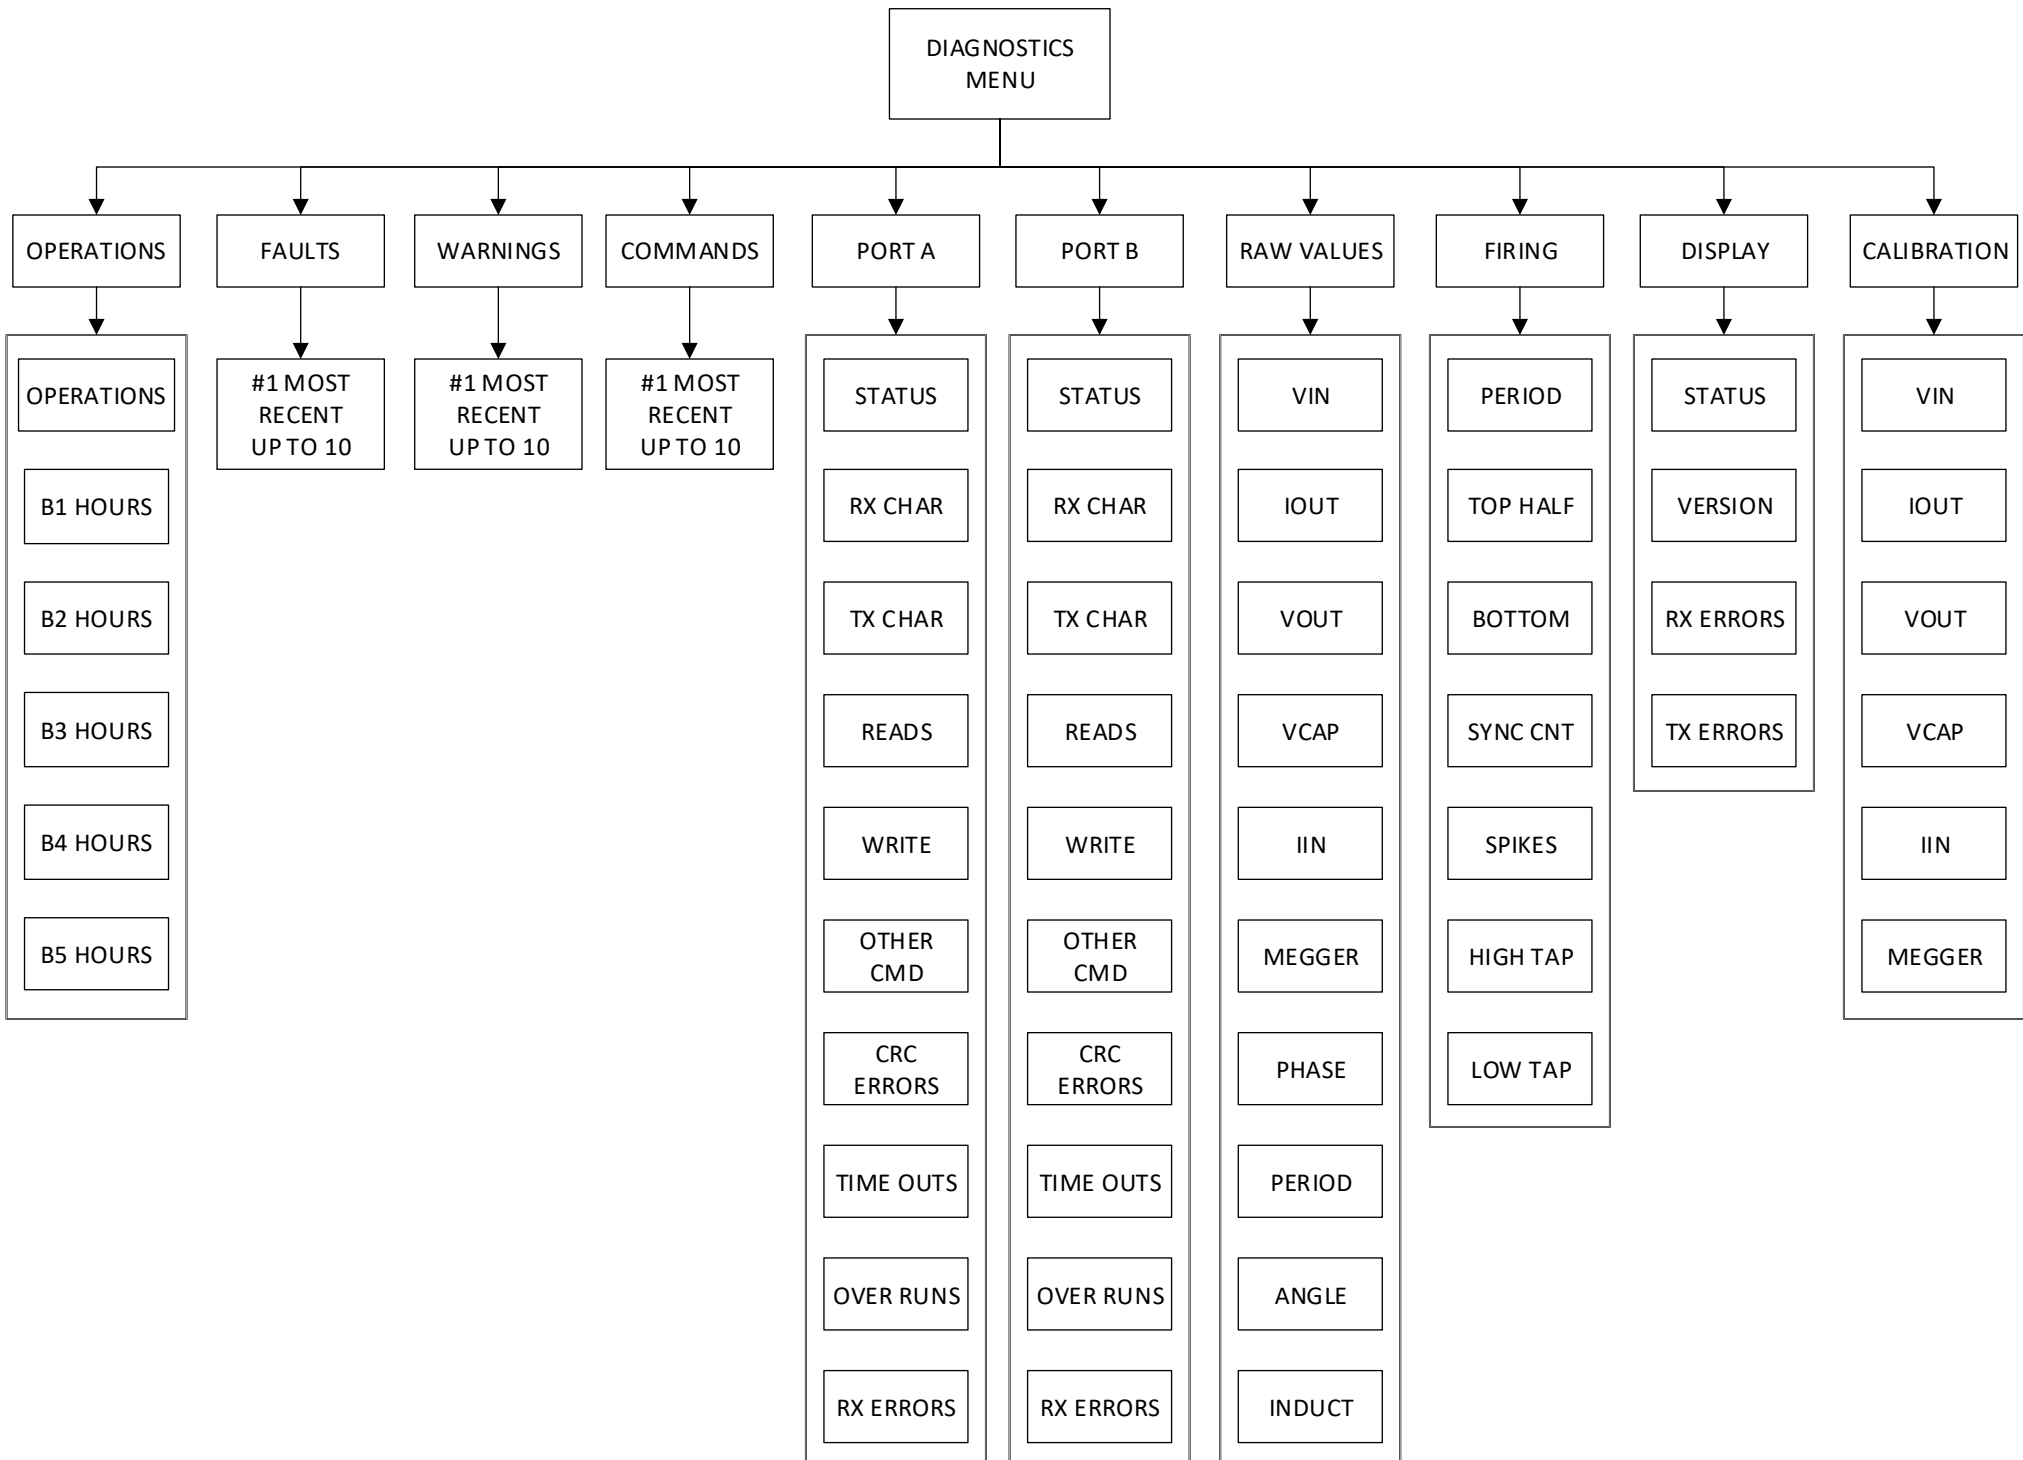 DIAGNOSTICS
MENU
OPERATIONS
FAULTS
WARNINGS
COMMANDS
PORT A
PORT B
RAW VALUES
FIRING
DISPLAY
CALIBRATION
OPERATIONS
B1 HOURS
B2 HOURS
B3 HOURS
B4 HOURS
B5 HOURS
#1 MOST
RECENT
UP TO 10
#1 MOST
RECENT
UP TO 10
#1 MOST
RECENT
UP TO 10
STATUS
RX CHAR
TX CHAR
READS
WRITE
OTHER
CMD
CRC
ERRORS
TIME OUTS
OVER RUNS
RX ERRORS
STATUS
RX CHAR
TX CHAR
READS
WRITE
OTHER
CMD
CRC
ERRORS
TIME OUTS
OVER RUNS
RX ERRORS
VIN
IOUT
VOUT
VCAP
IIN
MEGGER
PHASE
PERIOD
ANGLE
INDUCT
PERIOD
TOP HALF
BOTTOM
SYNC CNT
SPIKES
HIGH TAP
LOW TAP
STATUS
VERSION
RX ERRORS
TX ERRORS
VIN
IOUT
VOUT
VCAP
IIN
MEGGER